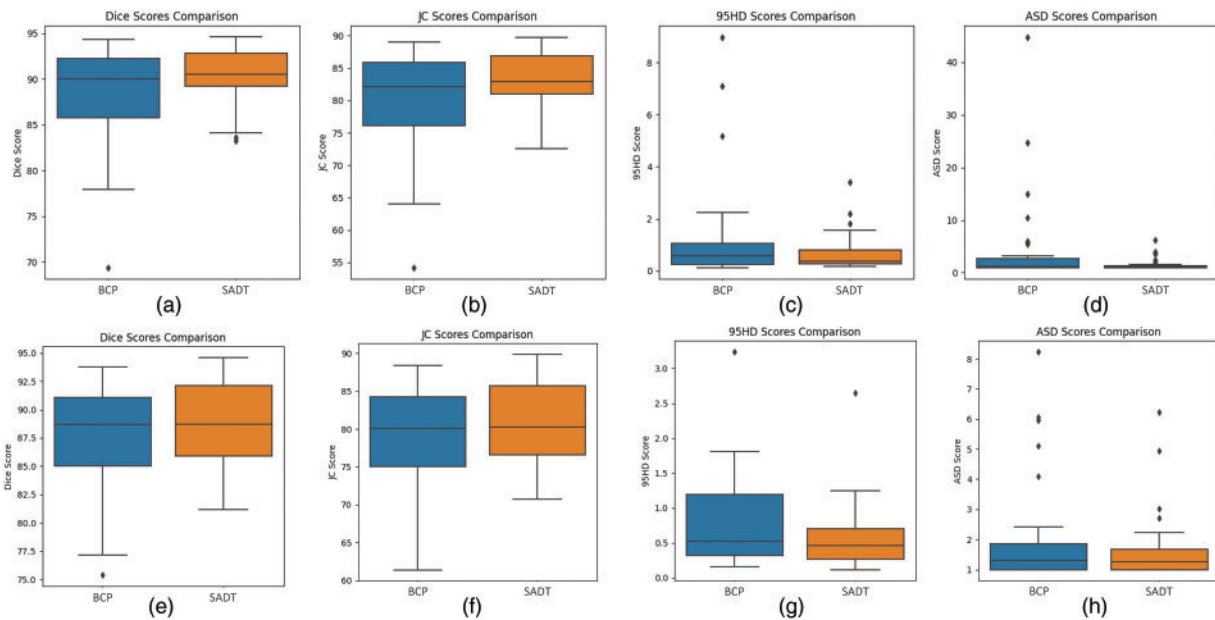 Dice Scores Comparison
Dice Score
95
90
85
80
75
70
BCP
SADT
(a)
JC Scores Comparison
JC Score
90
85
80
75
70
65
60
55
BCP
SADT
(b)
95HD Scores Comparison
95HD Score
8
6
4
2
0
BCP
SADT
(c)
ASD Scores Comparison
ASD Score
40
30
20
10
0
BCP
SADT
(d)
Dice Scores Comparison
Dice Score
95.0
92.5
90.0
87.5
85.0
82.5
80.0
77.5
75.0
BCP
SADT
(e)
JC Scores Comparison
JC Score
90
85
80
75
70
65
60
BCP
SADT
(f)
95HD Scores Comparison
95HD Score
3.0
2.5
2.0
1.5
1.0
0.5
0.0
BCP
SADT
(g)
ASD Scores Comparison
ASD Score
8
7
6
5
4
3
2
1
BCP
SADT
(h)